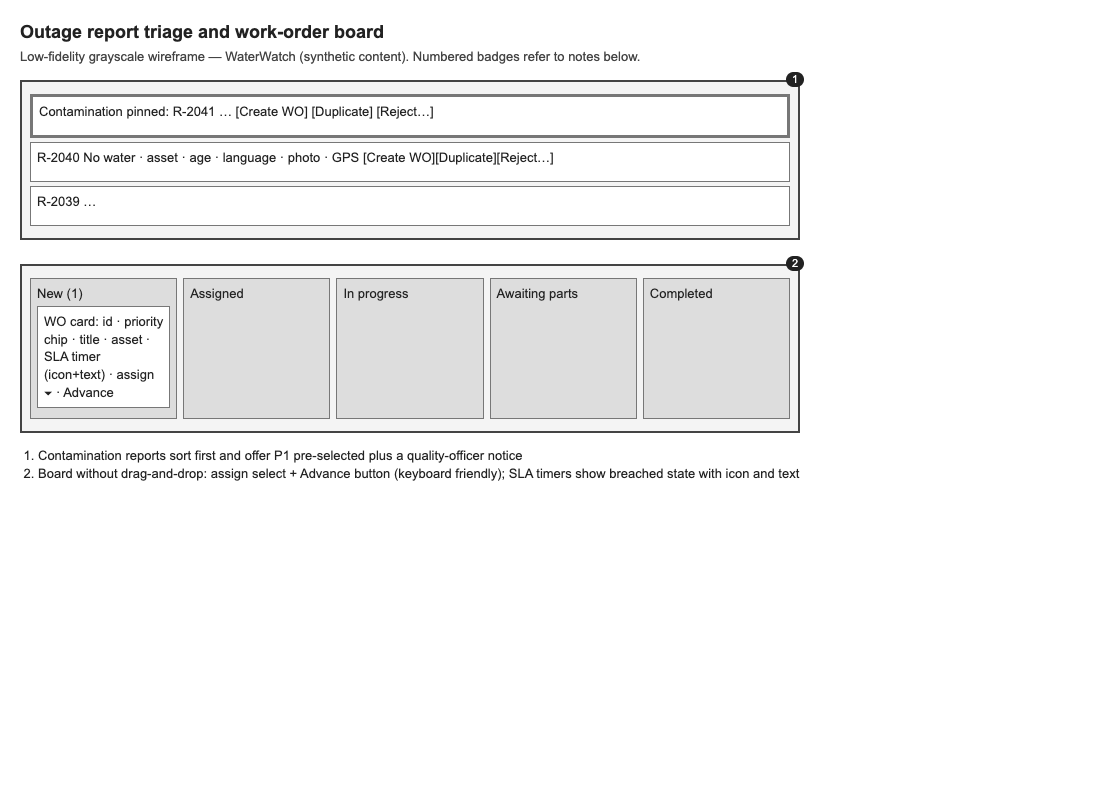 Outage report triage and work-order board
Low-fidelity grayscale wireframe — WaterWatch (synthetic content). Numbered badges refer to notes below.
1
Contamination pinned: R-2041 … [Create WO] [Duplicate] [Reject…]
R-2040 No water · asset · age · language · photo · GPS [Create WO][Duplicate][Reject…]
R-2039 …
2
New (1)
WO card: id · priority
chip · title · asset ·
SLA timer
(icon+text) · assign
▾ · Advance
Assigned
In progress
Awaiting parts
Completed
1. Contamination reports sort first and offer P1 pre-selected plus a quality-officer notice
2. Board without drag-and-drop: assign select + Advance button (keyboard friendly); SLA timers show breached state with icon and text